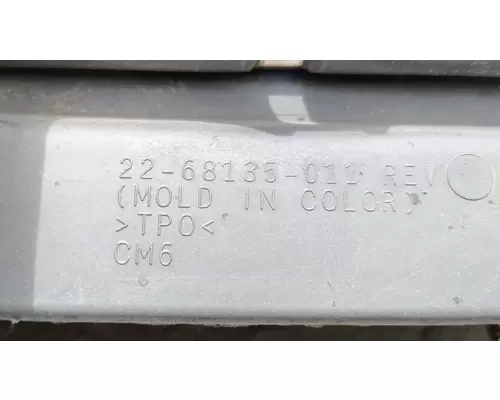 22-68135-011 REV
(MOLD IN COLOR)
>TPO<
CM6